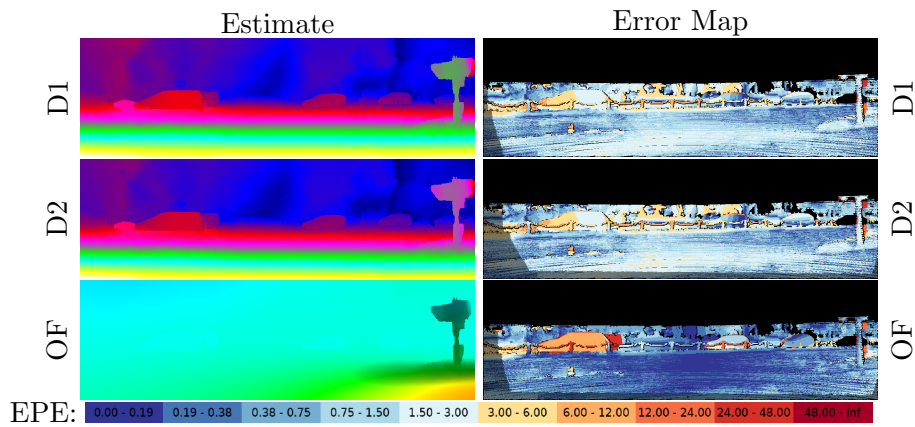 Estimate Error Map
D1 D1
D2 D2
OF OF
EPE: 0.00 - 0.19 0.19 - 0.38 0.38 - 0.75 0.75 - 1.50 1.50 - 3.00 3.00 - 6.00 6.00 - 12.00 12.00 - 24.00 24.00 - 48.00 48.00 - Inf